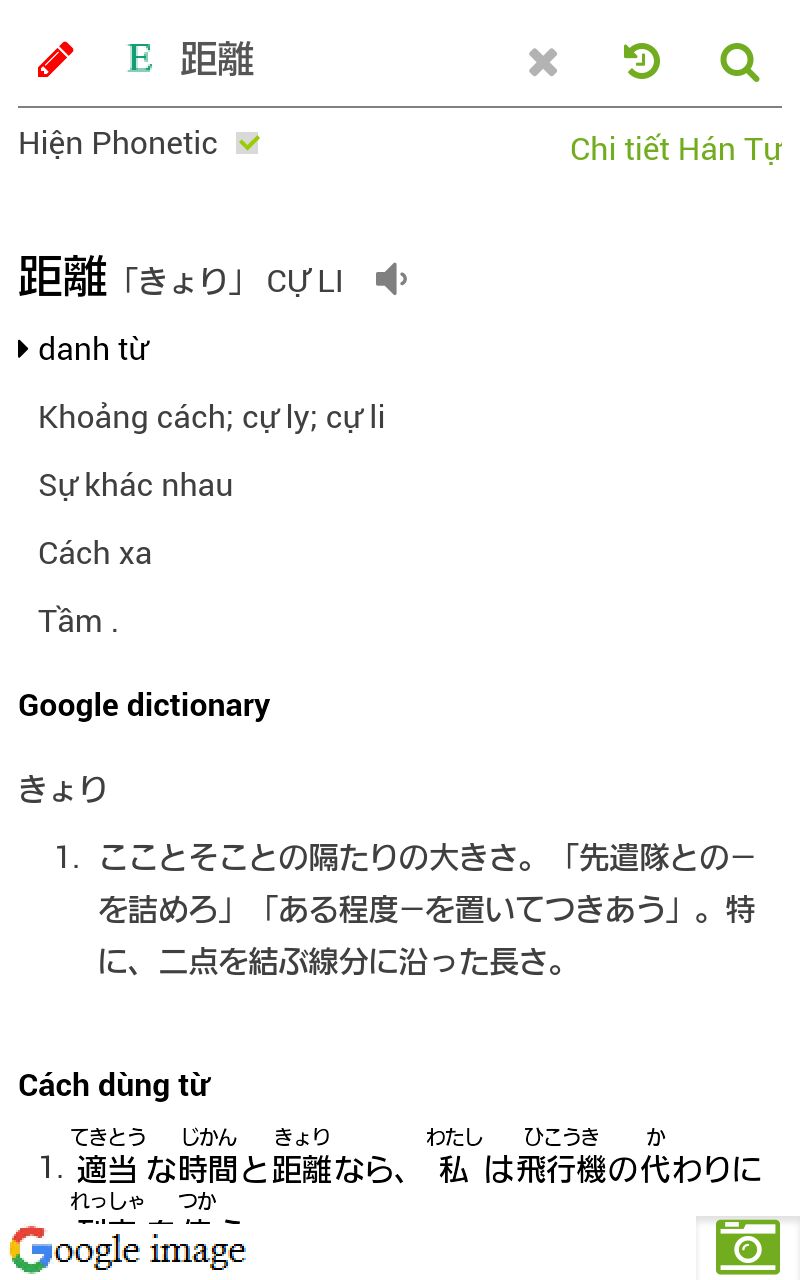 E 距離
Hiện Phonetic
Chi tiết Hán Tự
距離「きょり」 CỰ LI
danh từ
Khoảng cách; cự ly; cự li
Sự khác nhau
Cách xa
Tầm .
Google dictionary
きょり
1. こことそことの隔たりの大きさ。「先遣隊との―
を詰めろ」「ある程度―を置いてつきあう」。特
に、二点を結ぶ線分に沿った長さ。
Cách dùng từ
てきとう じかん きょり わたし ひこうき か
1. 適当な時間と距離なら、私は飛行機の代わりに
れっしゃ つか
Google image